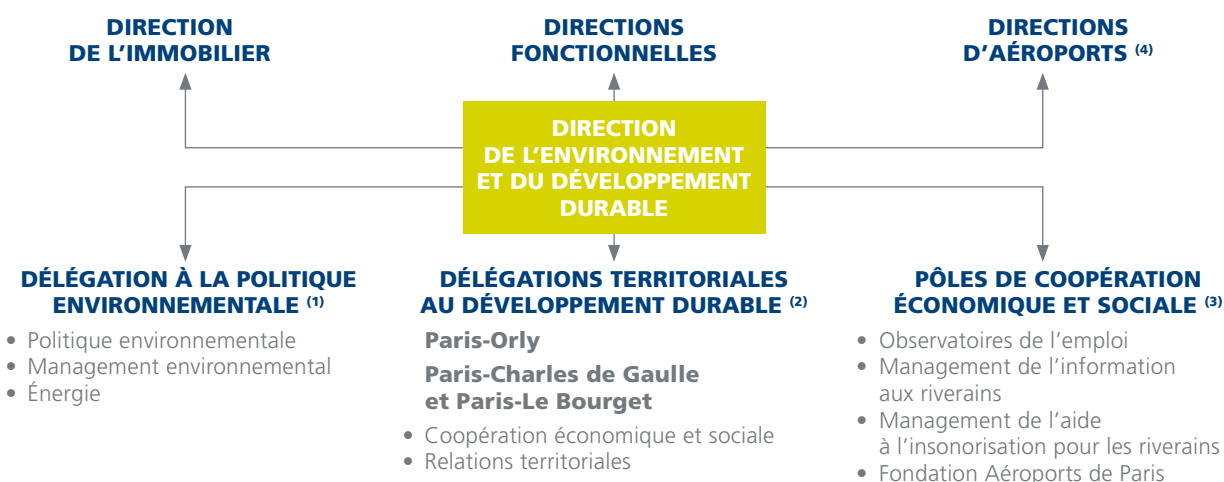 DIRECTION
DE L'IMMOBILIER
DIRECTIONS
FONCTIONNELLES
DIRECTIONS
D'AÉROPORTS (4)
DIRECTION
DE L'ENVIRONNEMENT
ET DU DÉVELOPPEMENT
DURABLE
DÉLÉGATION À LA POLITIQUE
ENVIRONNEMENTALE (1)
• Politique environnementale
• Management environnemental
• Énergie
DÉLÉGATIONS TERRITORIALES
AU DÉVELOPPEMENT DURABLE (2)
Paris-Orly
Paris-Charles de Gaulle
et Paris-Le Bourget
• Coopération économique et sociale
• Relations territoriales
PÔLES DE COOPÉRATION
ÉCONOMIQUE ET SOCIALE (3)
• Observatoires de l'emploi
• Management de l'information
aux riverains
• Management de l'aide
à l'insonorisation pour les riverains
• Fondation Aéroports de Paris